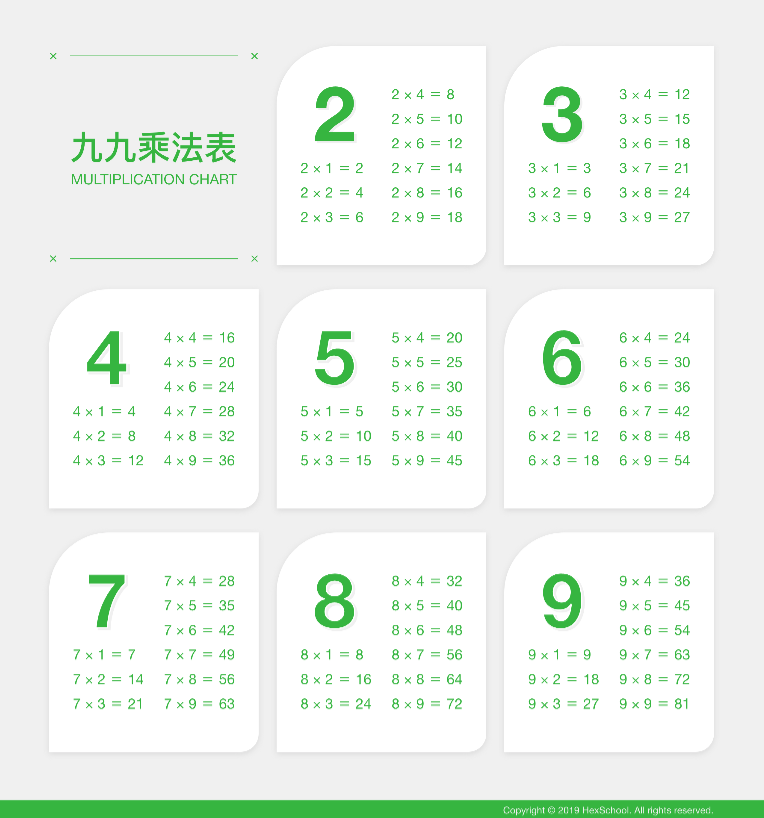 九九乘法表
MULTIPLICATION CHART
2
2 × 1 = 2
2 × 2 = 4
2 × 3 = 6
2 × 4 = 8
2 × 5 = 10
2 × 6 = 12
2 × 7 = 14
2 × 8 = 16
2 × 9 = 18
3
3 × 1 = 3
3 × 2 = 6
3 × 3 = 9
3 × 4 = 12
3 × 5 = 15
3 × 6 = 18
3 × 7 = 21
3 × 8 = 24
3 × 9 = 27
4
4 × 1 = 4
4 × 2 = 8
4 × 3 = 12
4 × 4 = 16
4 × 5 = 20
4 × 6 = 24
4 × 7 = 28
4 × 8 = 32
4 × 9 = 36
5
5 × 1 = 5
5 × 2 = 10
5 × 3 = 15
5 × 4 = 20
5 × 5 = 25
5 × 6 = 30
5 × 7 = 35
5 × 8 = 40
5 × 9 = 45
6
6 × 1 = 6
6 × 2 = 12
6 × 3 = 18
6 × 4 = 24
6 × 5 = 30
6 × 6 = 36
6 × 7 = 42
6 × 8 = 48
6 × 9 = 54
7
7 × 1 = 7
7 × 2 = 14
7 × 3 = 21
7 × 4 = 28
7 × 5 = 35
7 × 6 = 42
7 × 7 = 49
7 × 8 = 56
7 × 9 = 63
8
8 × 1 = 8
8 × 2 = 16
8 × 3 = 24
8 × 4 = 32
8 × 5 = 40
8 × 6 = 48
8 × 7 = 56
8 × 8 = 64
8 × 9 = 72
9
9 × 1 = 9
9 × 2 = 18
9 × 3 = 27
9 × 4 = 36
9 × 5 = 45
9 × 6 = 54
9 × 7 = 63
9 × 8 = 72
9 × 9 = 81
Copyright © 2019 HexSchool. All rights reserved.